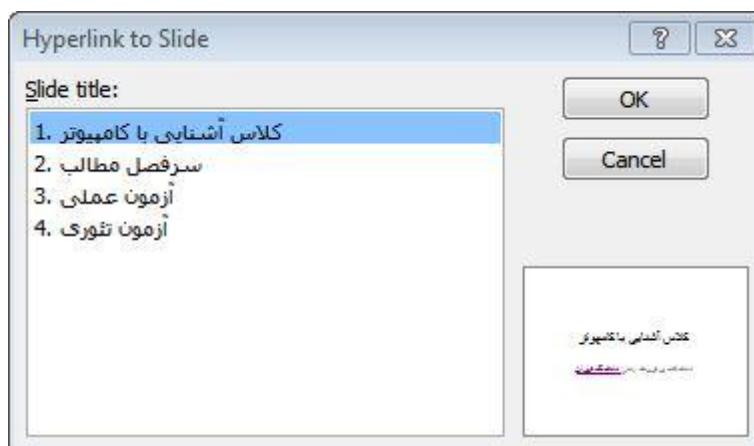 Hyperlink to Slide
Slide title:
1. کلاس آشنایی با کامپیوتر
2. سرفصل مطالب
3. آزمون عملی
4. آزمون تئوری
OK
Cancel
کلاس آشنایی با کامپیوتر